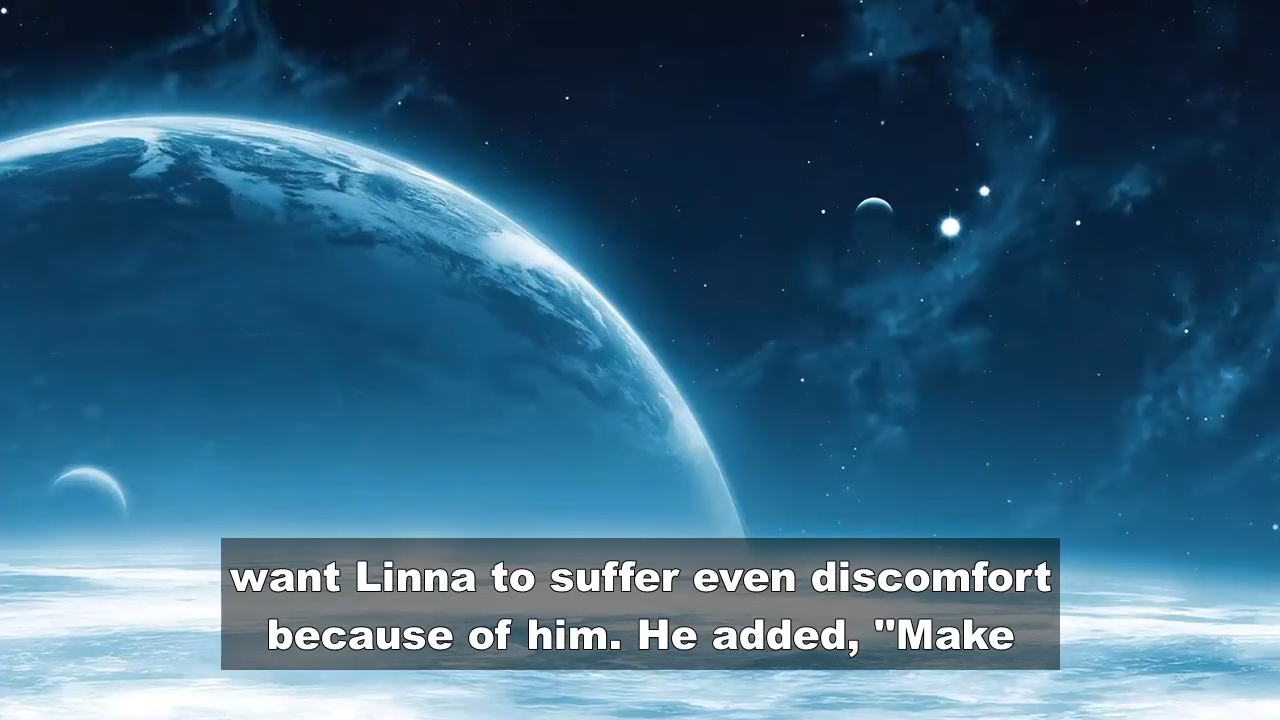 want Linna to suffer even discomfort
because of him. He added, "Make